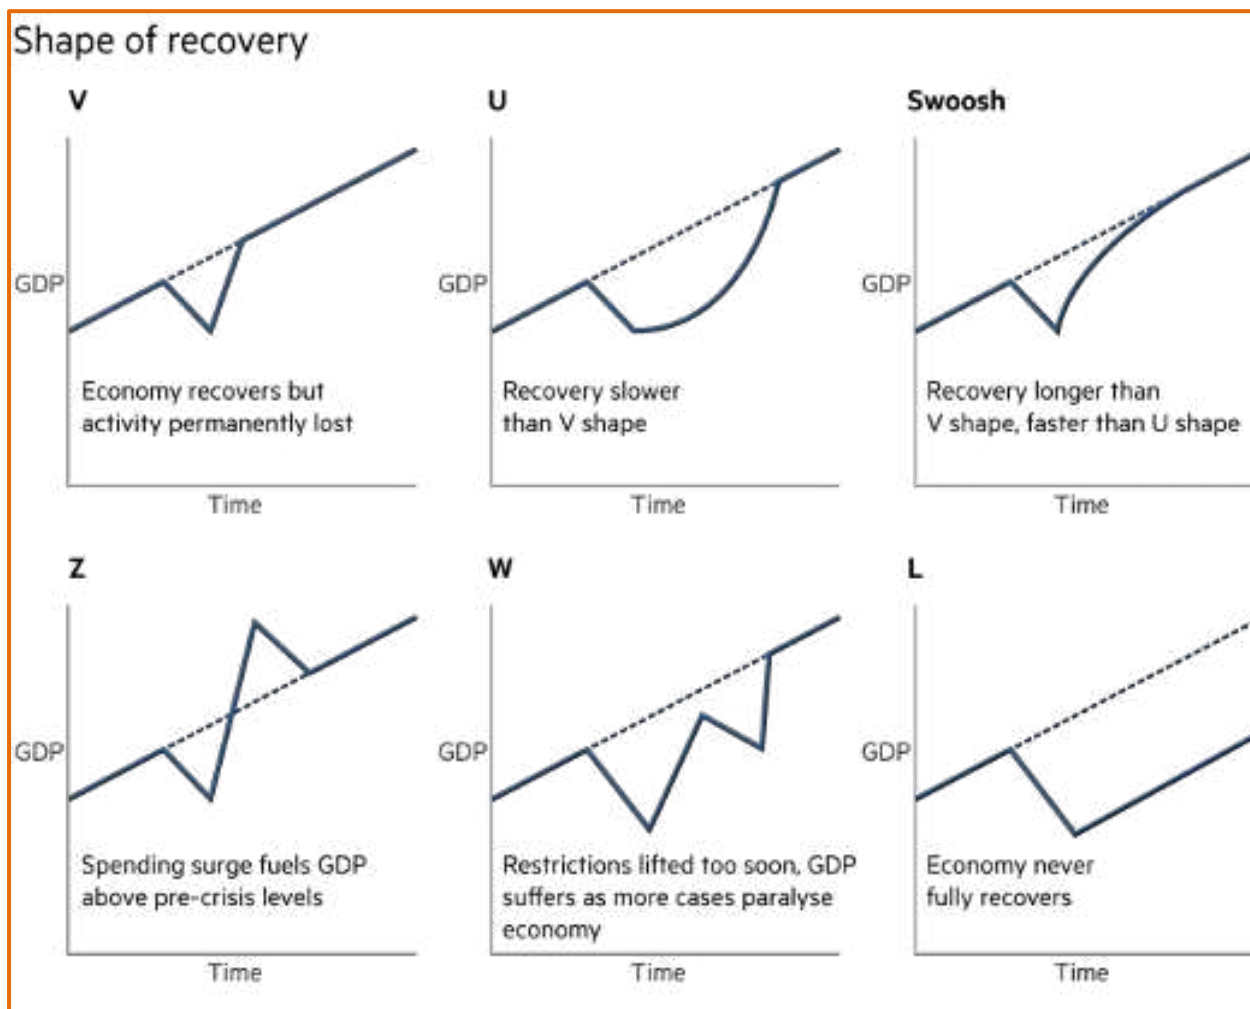 Shape of recovery
V
GDP
Economy recovers but
activity permanently lost
Time
U
GDP
Recovery slower
than V shape
Time
Swoosh
GDP
Recovery longer than
V shape, faster than U shape
Time
Z
GDP
Spending surge fuels GDP
above pre-crisis levels
Time
W
GDP
Restrictions lifted too soon, GDP
suffers as more cases paralyse
economy
Time
L
GDP
Economy never
fully recovers
Time